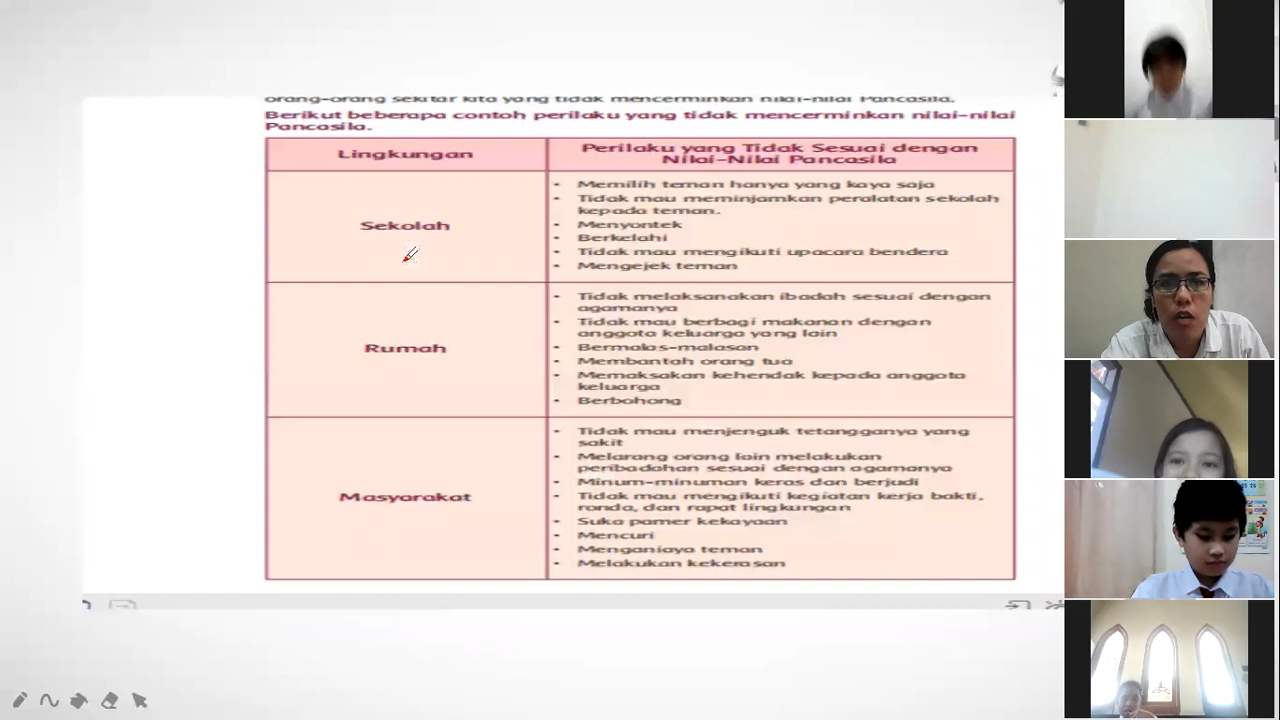 orang-orang sekitar kita yang tidak mencerminkan nilai-nilai Pancasila.
Berikut beberapa contoh perilaku yang tidak mencerminkan nilai-nilai
Pancasila.
Lingkungan
Perilaku yang Tidak Sesuai dengan
Nilai-Nilai Pancasila
Sekolah
• Memilih teman hanya yang kaya saja
• Tidak mau meminjamkan peralatan sekolah
kepada teman.
• Menyontek
• Berkelahi
• Tidak mau mengikuti upacara bendera
• Mengejek teman
Rumah
• Tidak melaksanakan ibadah sesuai dengan
agamanya
• Tidak mau berbagi makanan dengan
anggota keluarga yang lain
• Bermalas-malasan
• Membantah orang tua
• Memaksakan kehendak kepada anggota
keluarga
• Berbohong
Masyarakat
• Tidak mau menjenguk tetangganya yang
sakit
• Melarang orang lain melakukan
peribadahan sesuai dengan agamanya
• Minum-minuman keras dan berjudi
• Tidak mau mengikuti kegiatan kerja bakti,
ronda, dan rapat lingkungan
• Suka pamer kekayaan
• Mencuri
• Menganiaya teman
• Melakukan kekerasan